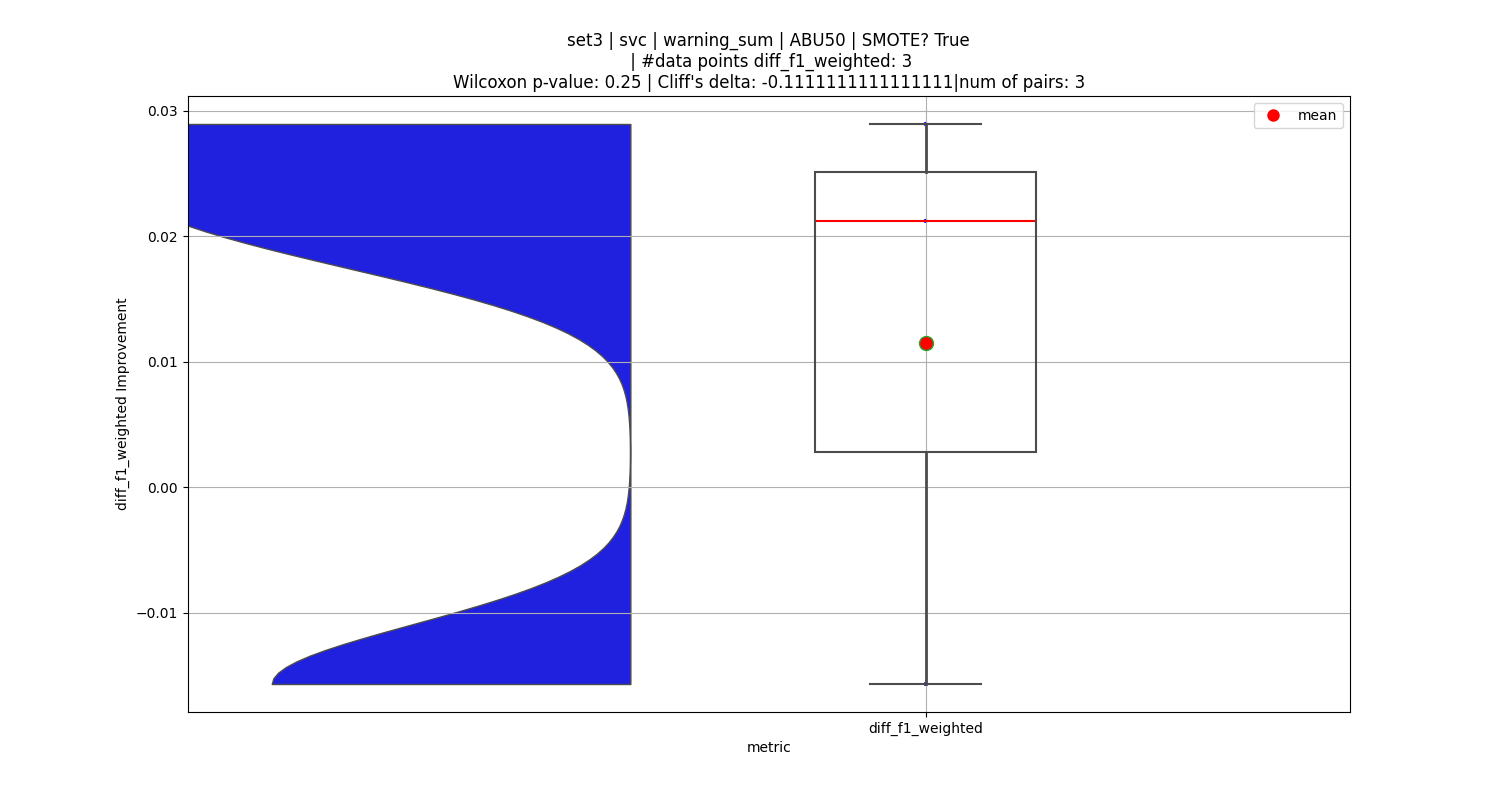 set3 | svc | warning_sum | ABU50 | SMOTE? True
| #data points diff_f1_weighted: 3
Wilcoxon p-value: 0.25 | Cliff's delta: -0.1111111111111111|num of pairs: 3
mean
0.03
0.02
0.01
0.00
−0.01
diff_f1_weighted Improvement
diff_f1_weighted
metric